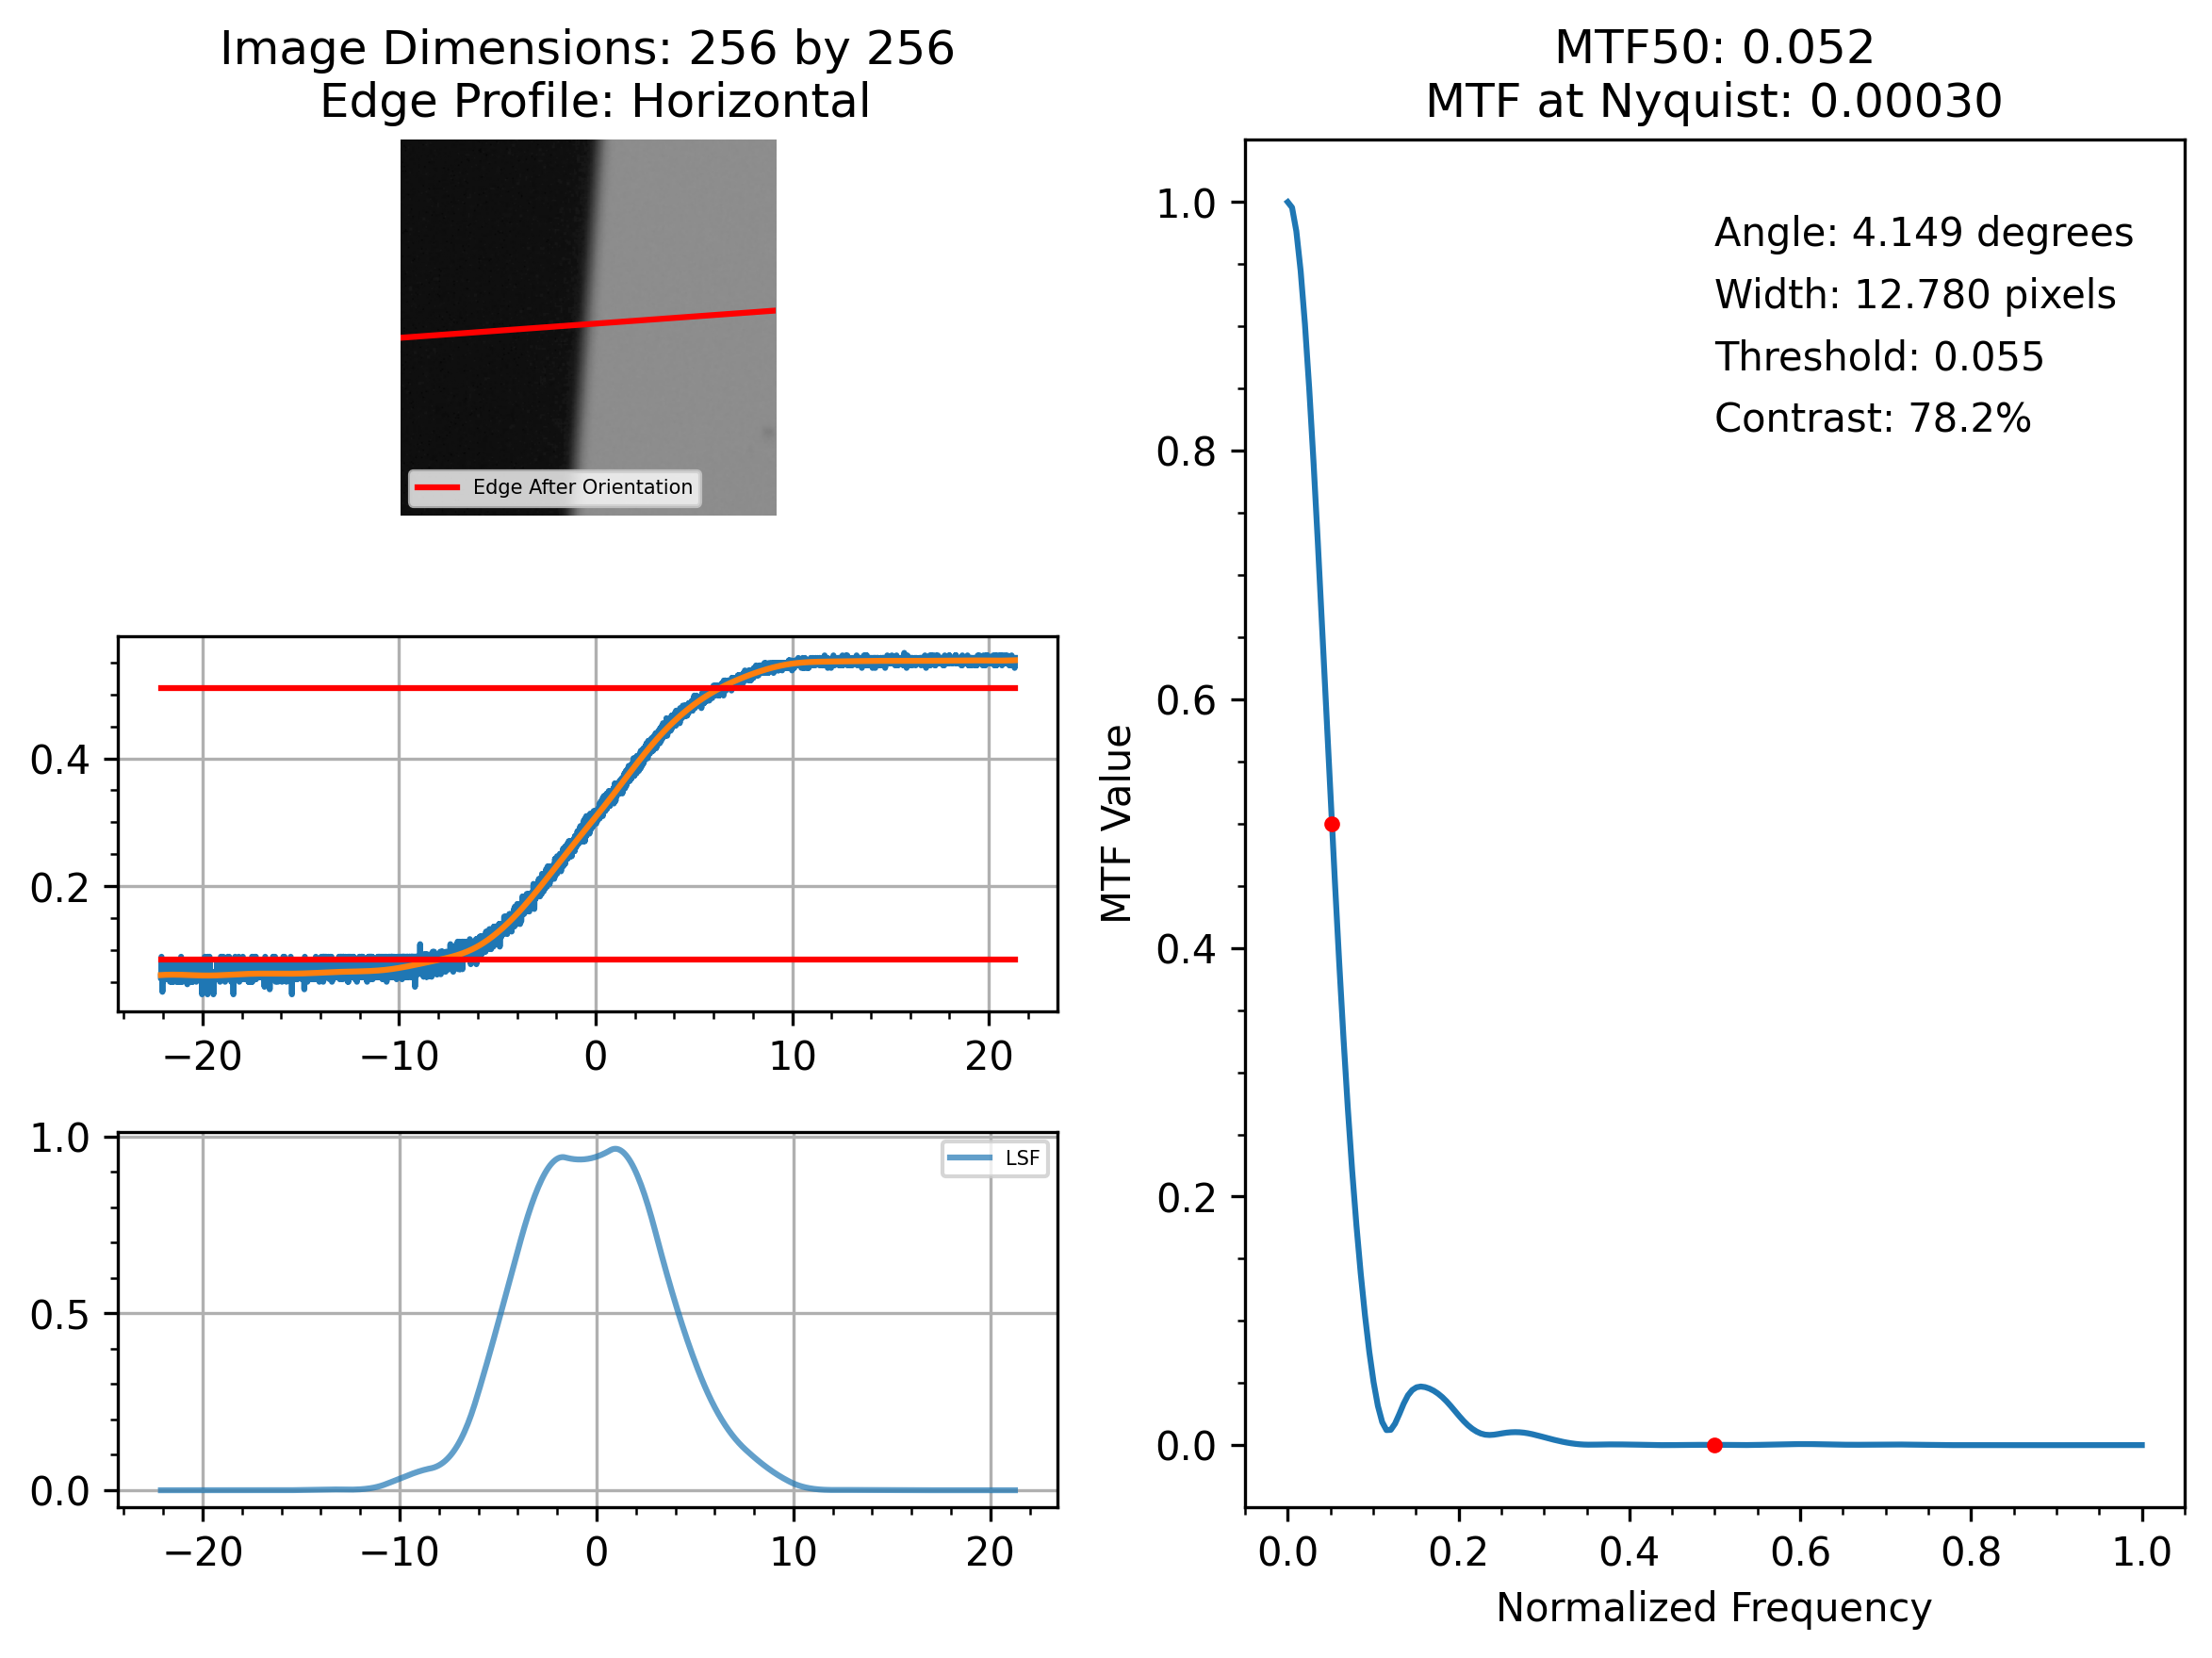 Image Dimensions: 256 by 256
Edge Profile: Horizontal
Edge After Orientation
0.4
0.2
−20 −10 0 10 20
1.0
0.5
0.0
LSF
−20 −10 0 10 20
MTF50: 0.052
MTF at Nyquist: 0.00030
Angle: 4.149 degrees
Width: 12.780 pixels
Threshold: 0.055
Contrast: 78.2%
MTF Value
1.0
0.8
0.6
0.4
0.2
0.0
0.0 0.2 0.4 0.6 0.8 1.0
Normalized Frequency